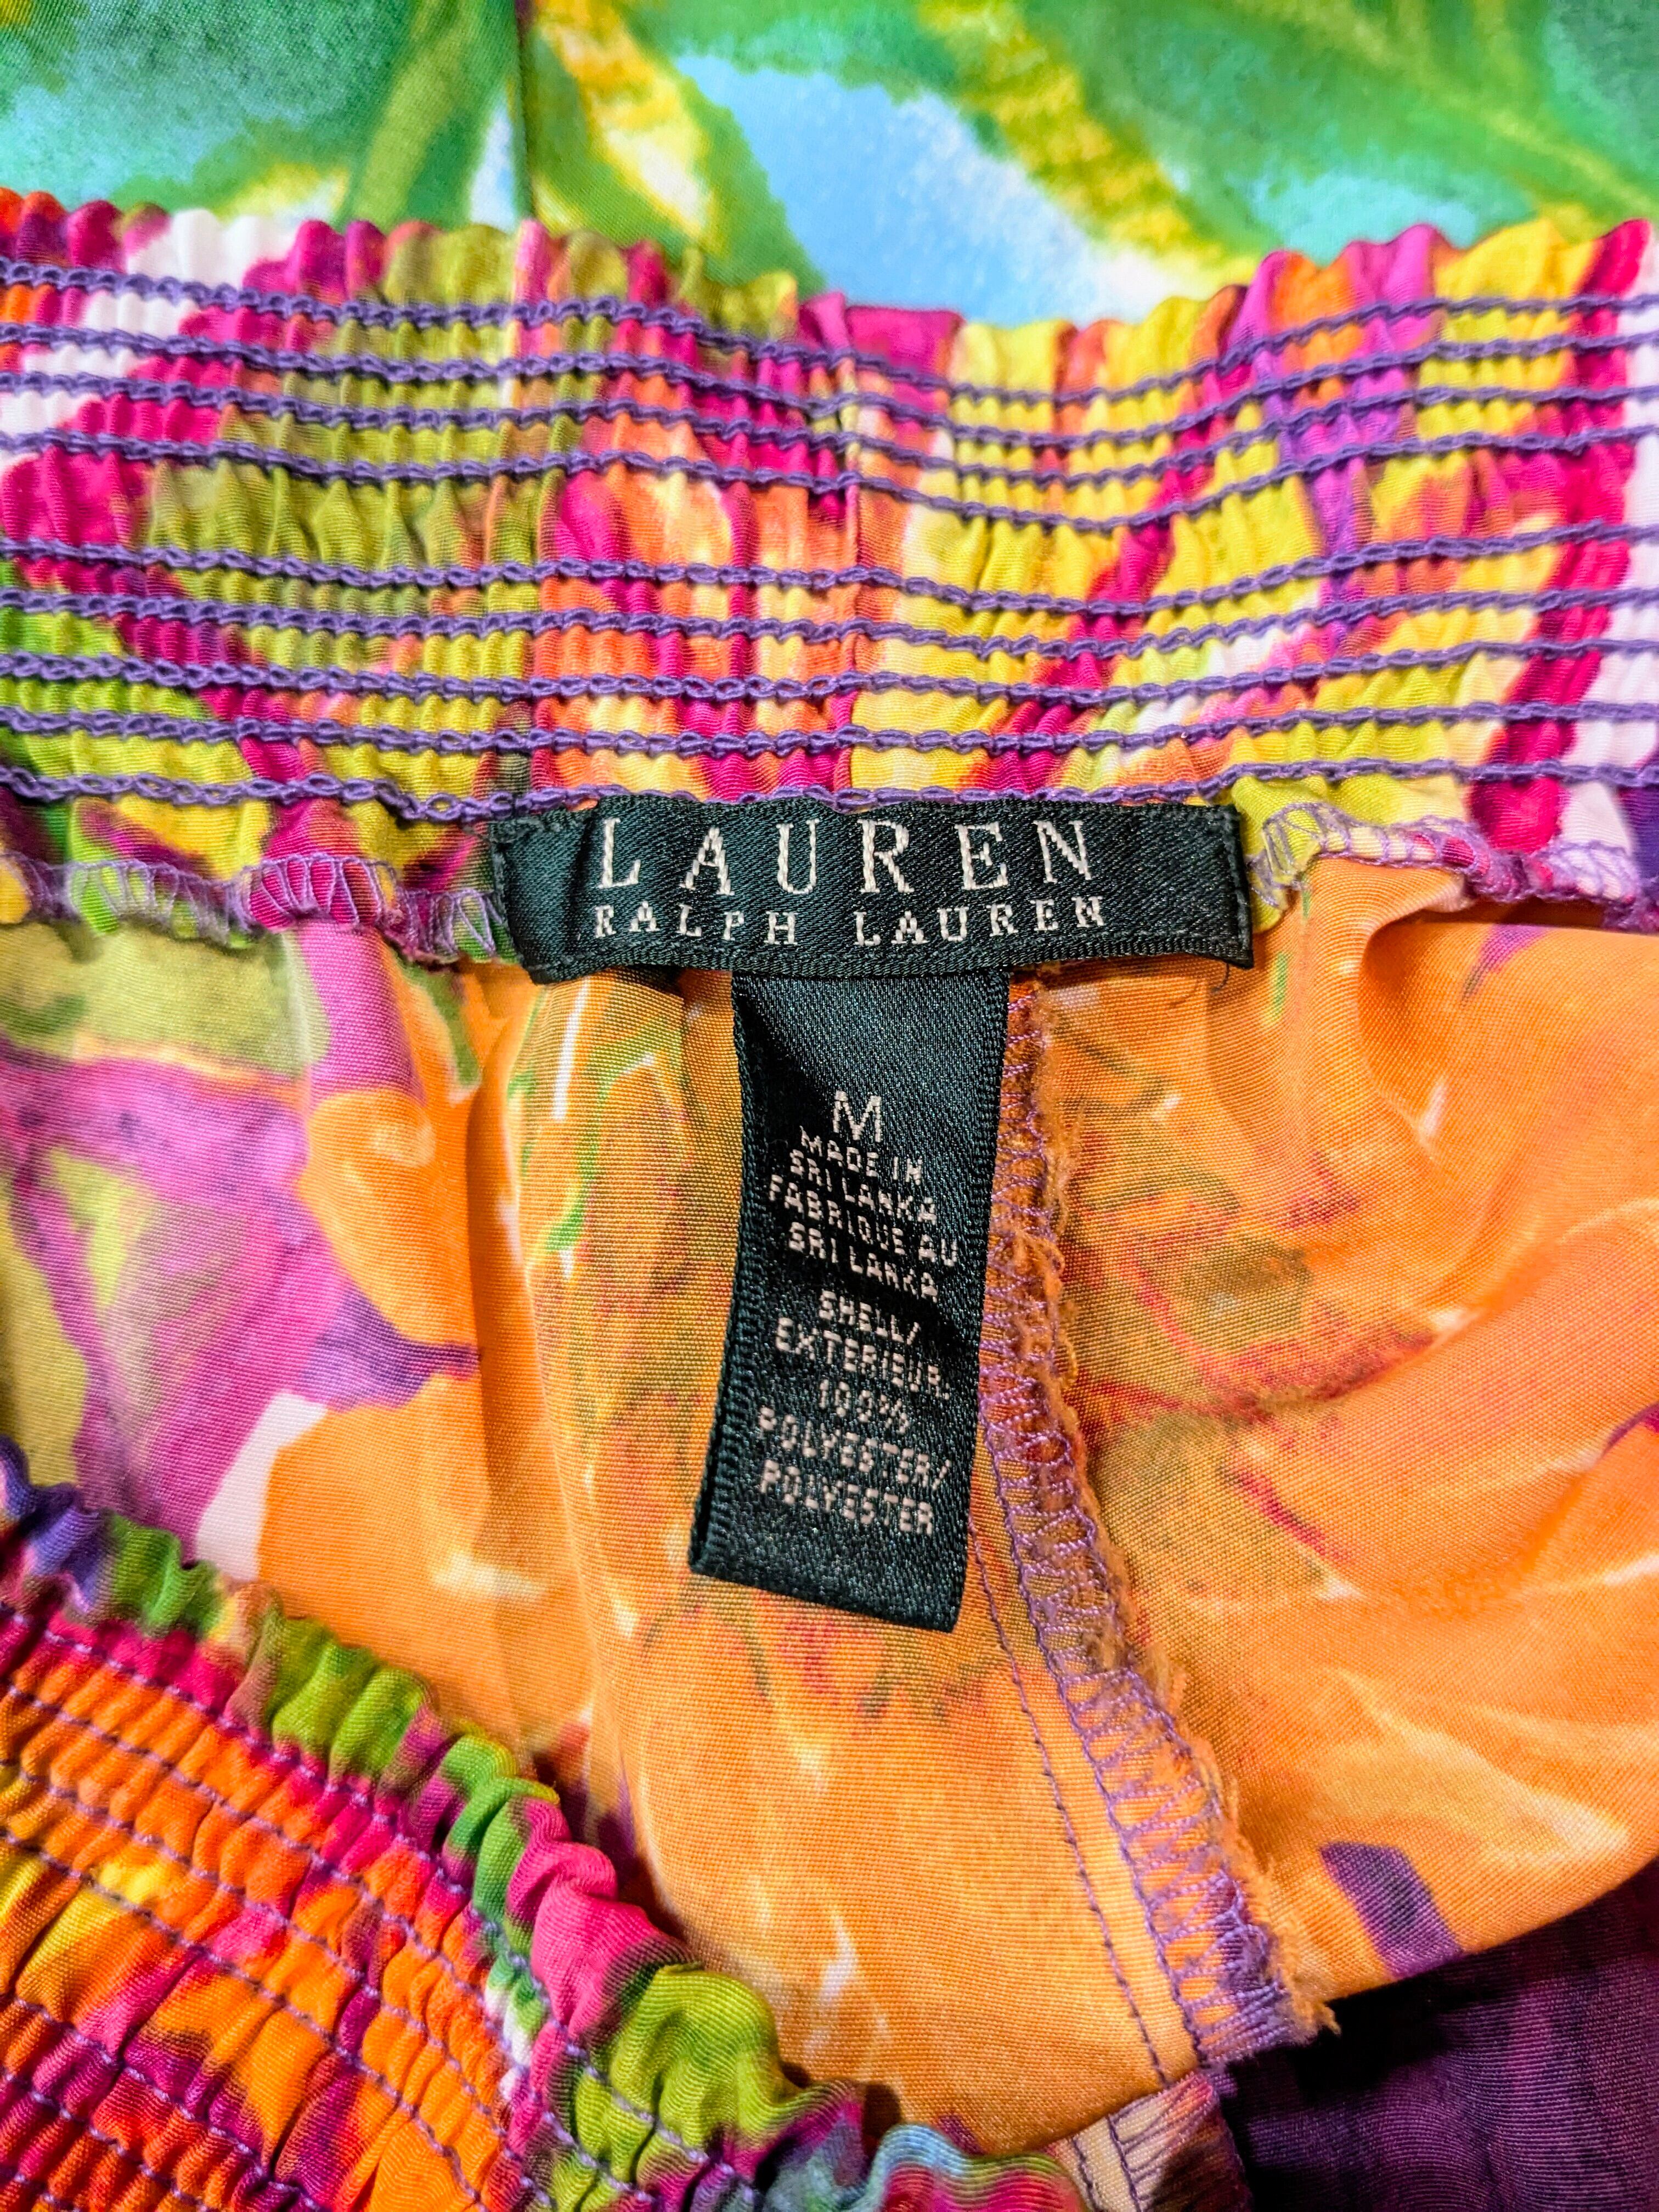 LAUREN
RALPH LAUREN
M
MADE IN
SRI LANKA
FABRIQUE AU
SRI LANKA
SHELL/
EXTERIEUR.
100%
POLYESTER/
POLYESTER